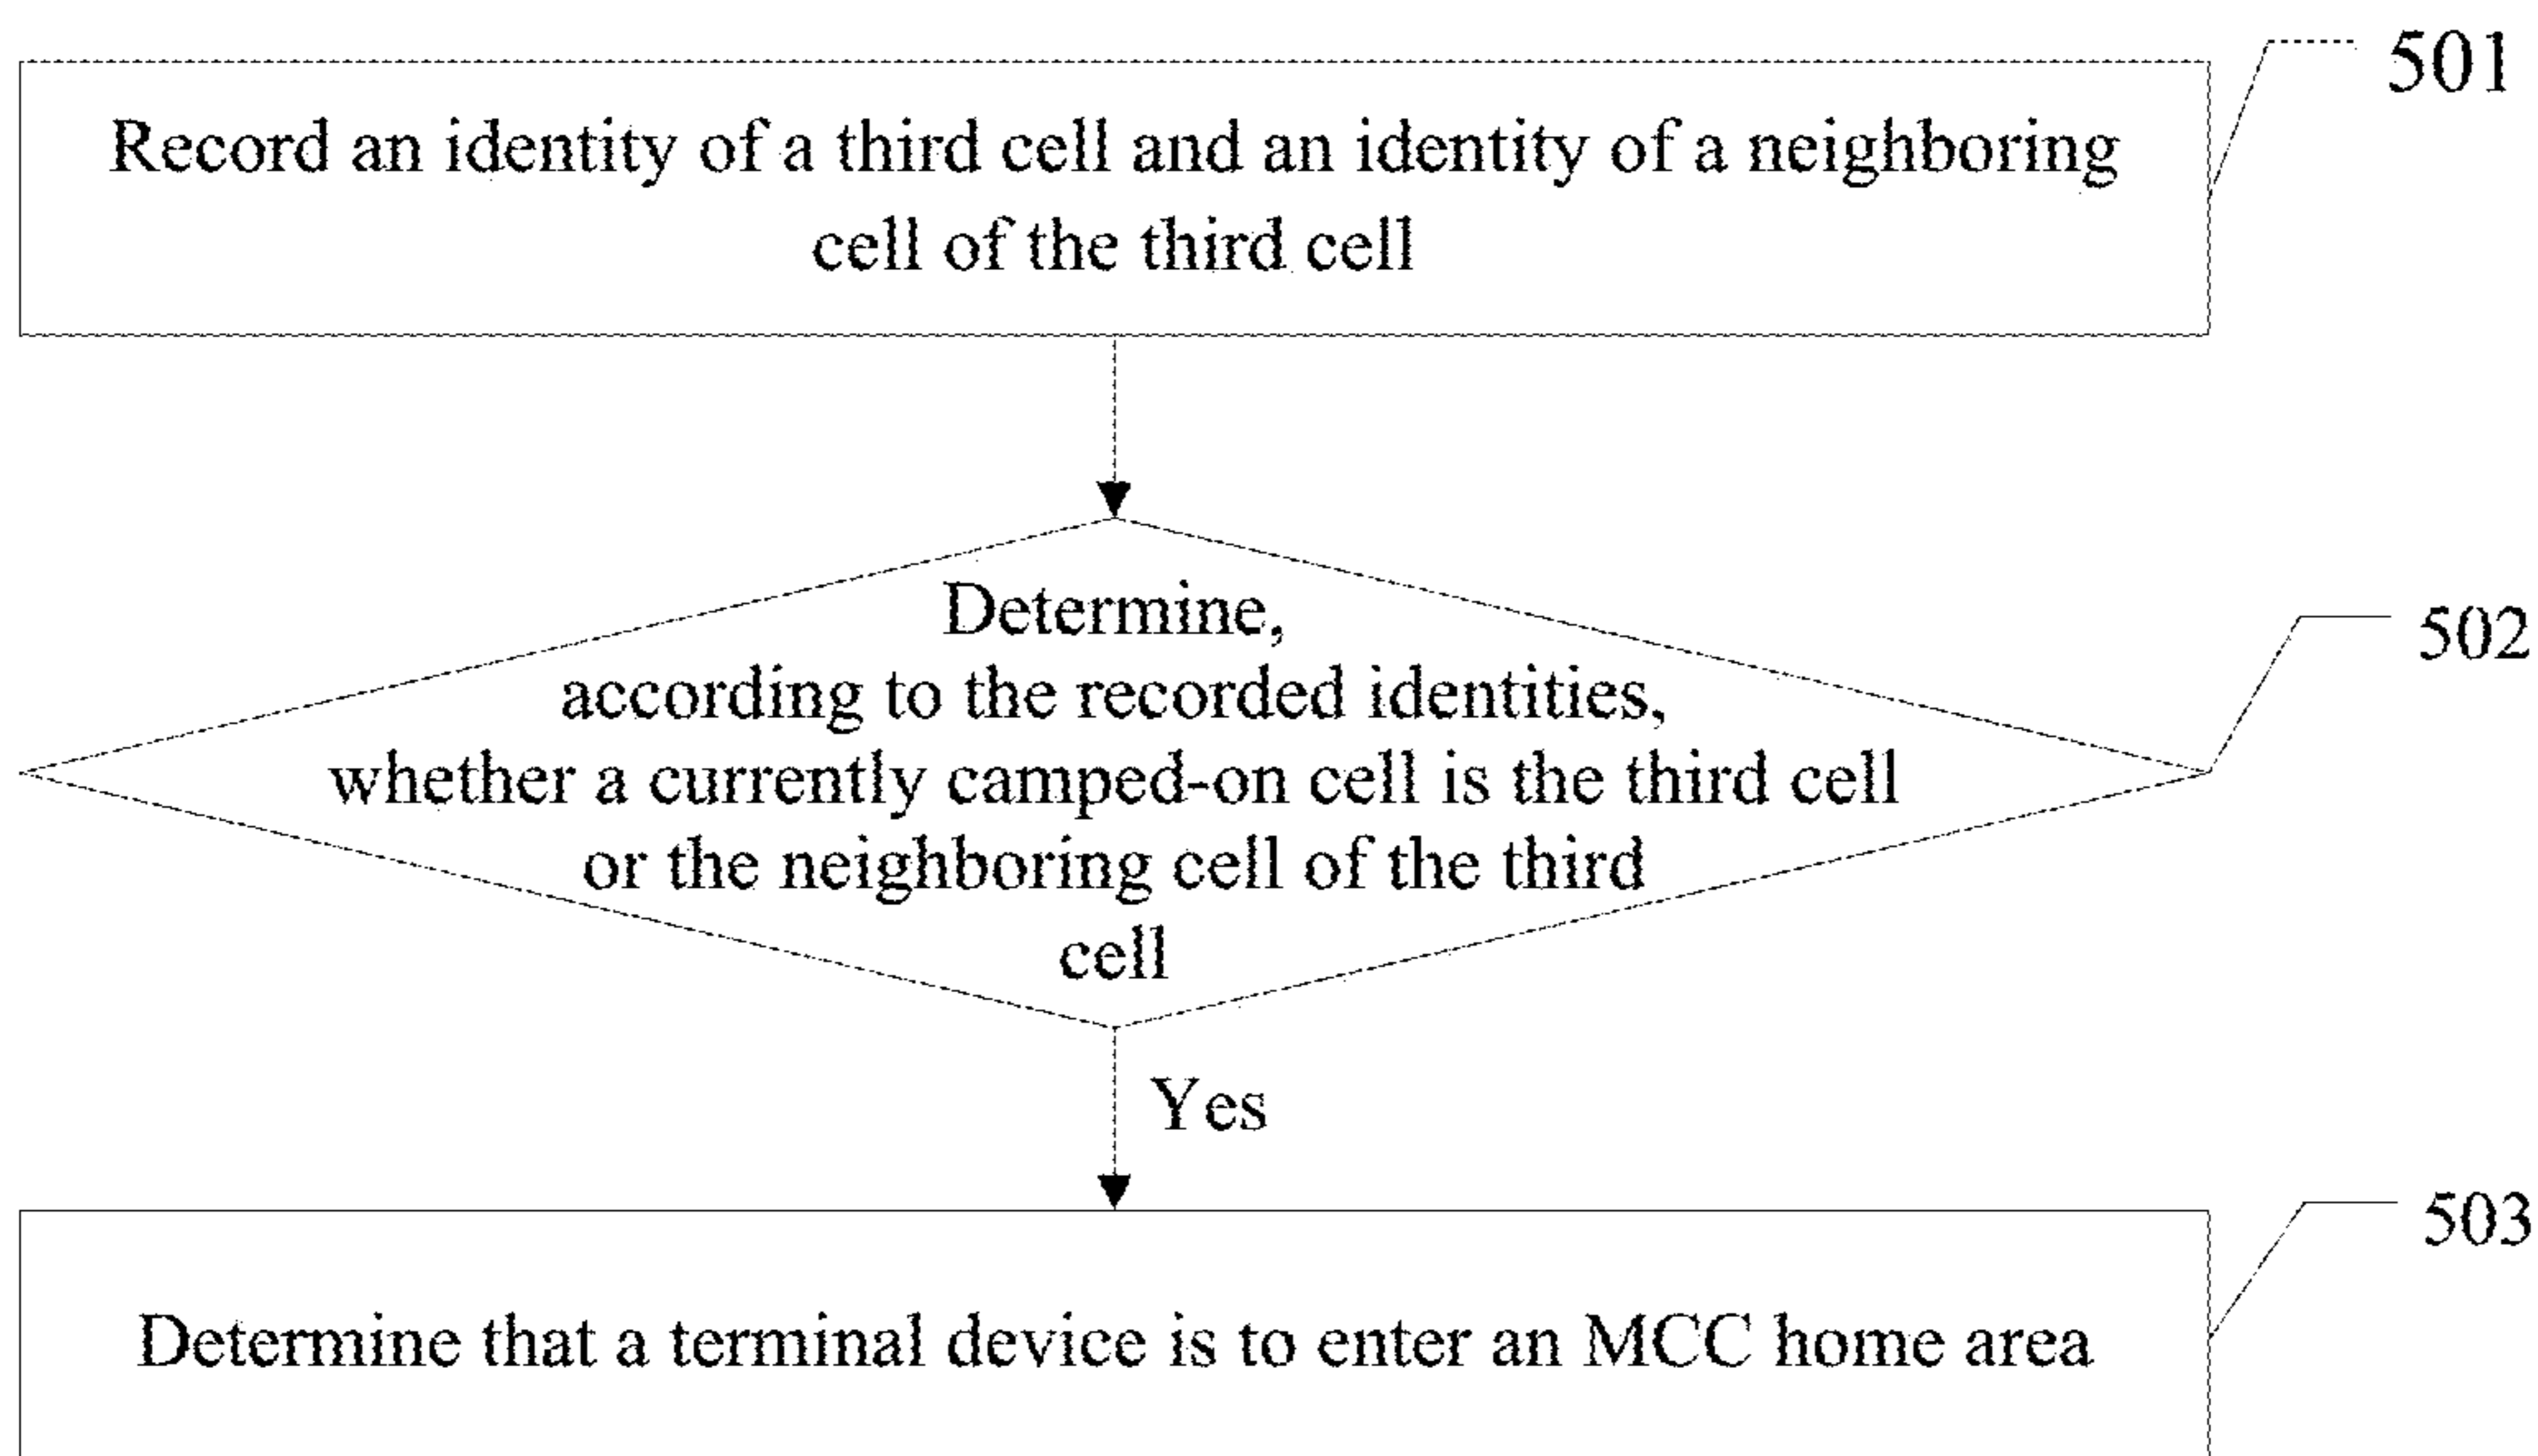 501
Record an identity of a third cell and an identity of a neighboring
cell of the third cell
Determine,
according to the recorded identities,
whether a currently camped-on cell is the third cell
or the neighboring cell of the third
cell
502
Yes
503
Determine that a terminal device is to enter an MCC home area